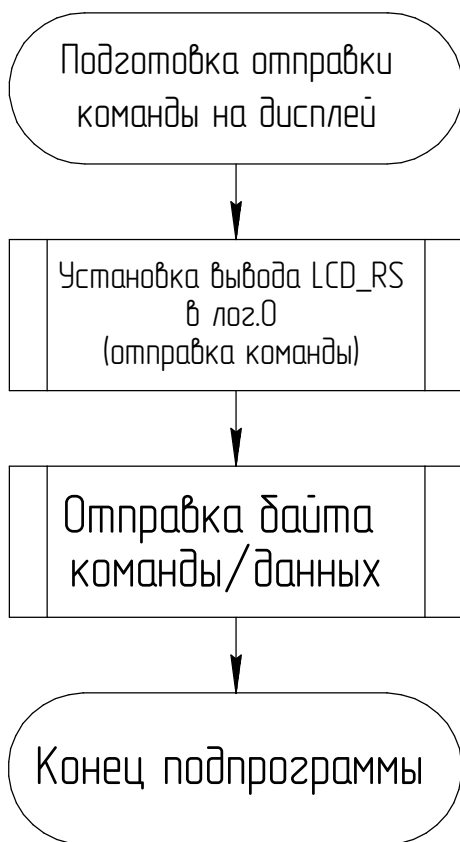 Подготовка отправки
команды на дисплей
Установка вывода LCD_RS
в лог.0
(отправка команды)
Отправка байта
команды/данных
Конец подпрограммы